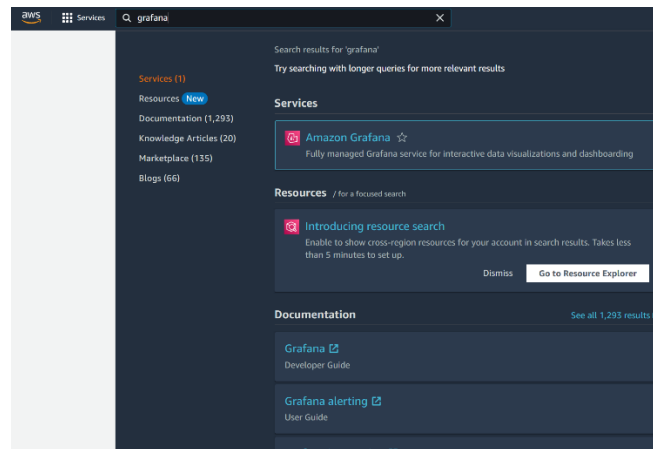 aws Services grafana
Search results for 'grafana'
Try searching with longer queries for more relevant results
Services (1)
Resources New
Documentation (1,293)
Knowledge Articles (20)
Marketplace (135)
Blogs (66)
Services
Amazon Grafana
Fully managed Grafana service for interactive data visualizations and dashboarding
Resources / for a focused search
Introducing resource search
Enable to show cross-region resources for your account in search results. Takes less
than 5 minutes to set up.
Dismiss Go to Resource Explorer
Documentation See all 1,293 results
Grafana
Developer Guide
Grafana alerting
User Guide